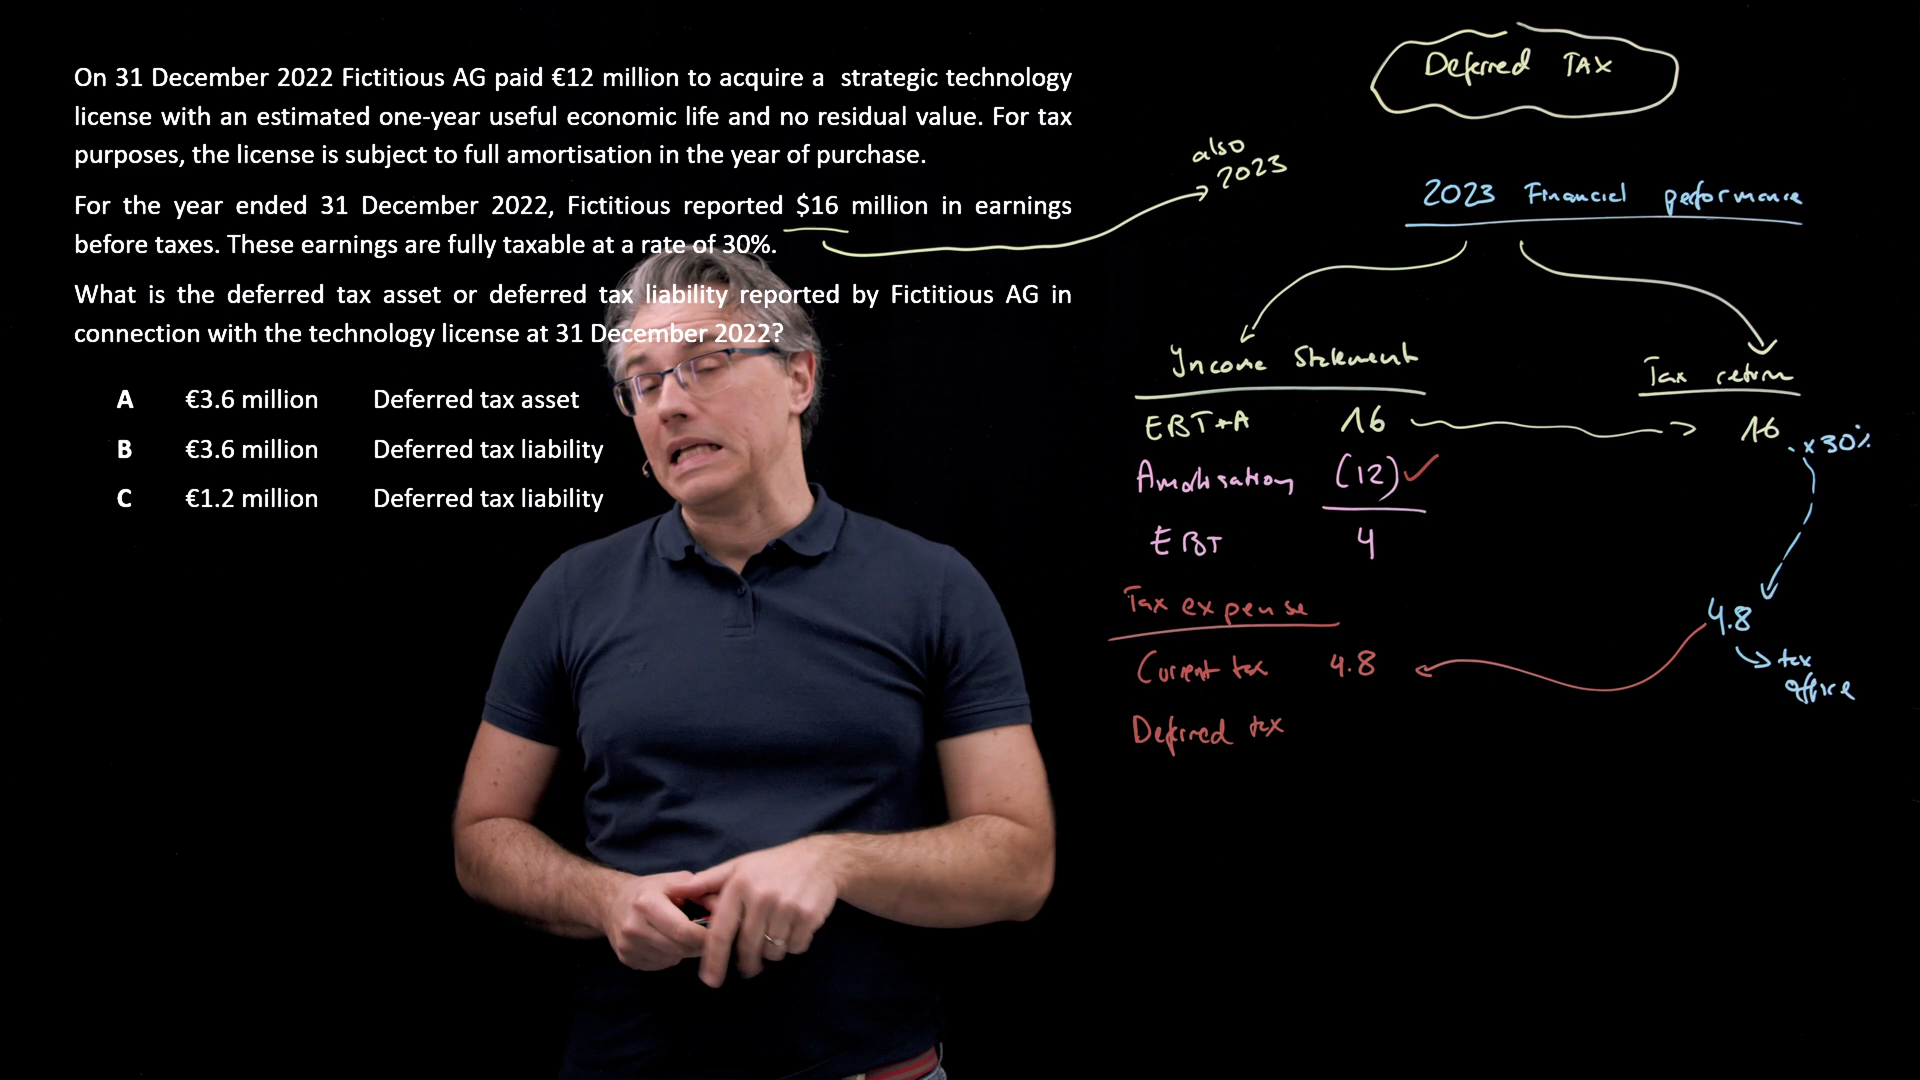 On 31 December 2022 Fictitious AG paid €12 million to acquire a strategic technology
license with an estimated one-year useful economic life and no residual value. For tax
purposes, the license is subject to full amortisation in the year of purchase.
For the year ended 31 December 2022, Fictitious reported $16 million in earnings
before taxes. These earnings are fully taxable at a rate of 30%.
What is the deferred tax asset or deferred tax liability reported by Fictitious AG in
connection with the technology license at 31 December 2022?
A €3.6 million Deferred tax asset
B €3.6 million Deferred tax liability
C €1.2 million Deferred tax liability
Deferred TAX
also
2023
2023 Financial performance
Income Statement
Tax return
EBT+A 16
16
x 30%
Amortisation (12)
EBT 4
Tax expense
4.8
Current tax 4.8
tax
office
Deferred tax